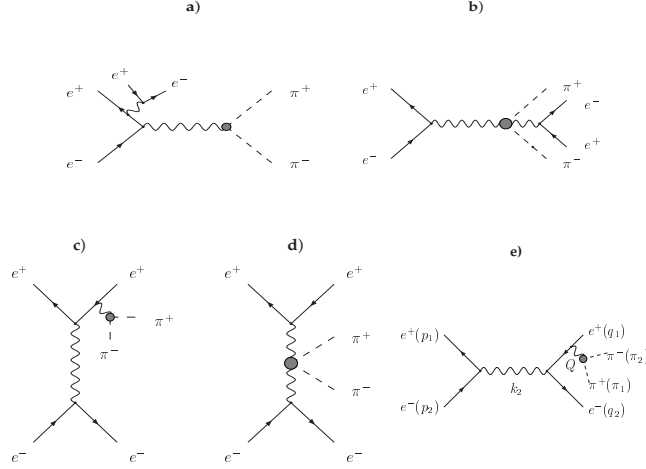 a)
b)
e⁺
e⁻
e⁺
e⁻
π⁺
π⁻
e⁺
e⁻
π⁺
e⁻
e⁺
π⁻
c)
d)
e)
e⁺
e⁺
π⁺
π⁻
e⁻
e⁻
e⁺
e⁺
π⁺
π⁻
e⁻
e⁻
e⁺(p₁)
e⁻(p₂)
k₂
e⁺(q₁)
Q
π⁻(π₂)
π⁺(π₁)
e⁻(q₂)